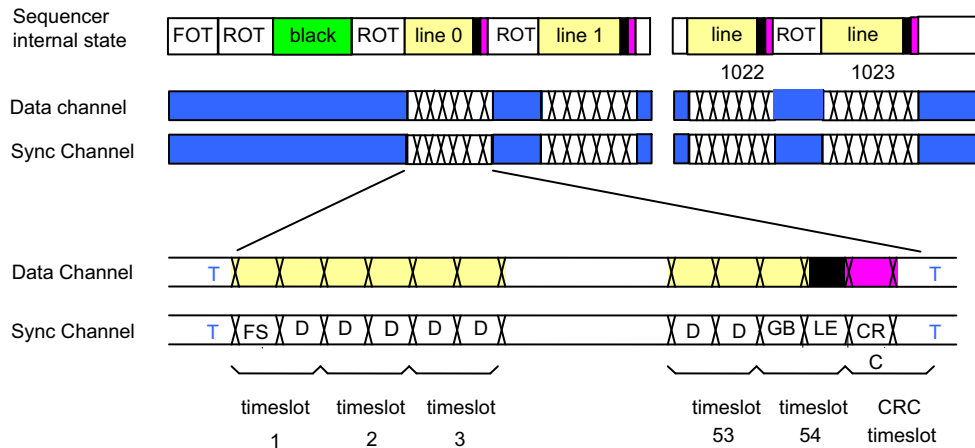 Sequencer
internal state
FOT ROT black ROT line 0 ROT line 1 line ROT line
1022 1023
Data channel
Sync Channel
Data Channel T T
Sync Channel T FS D D D D D D D GB LE CR T
C
timeslot timeslot timeslot timeslot timeslot CRC
1 2 3 53 54 timeslot